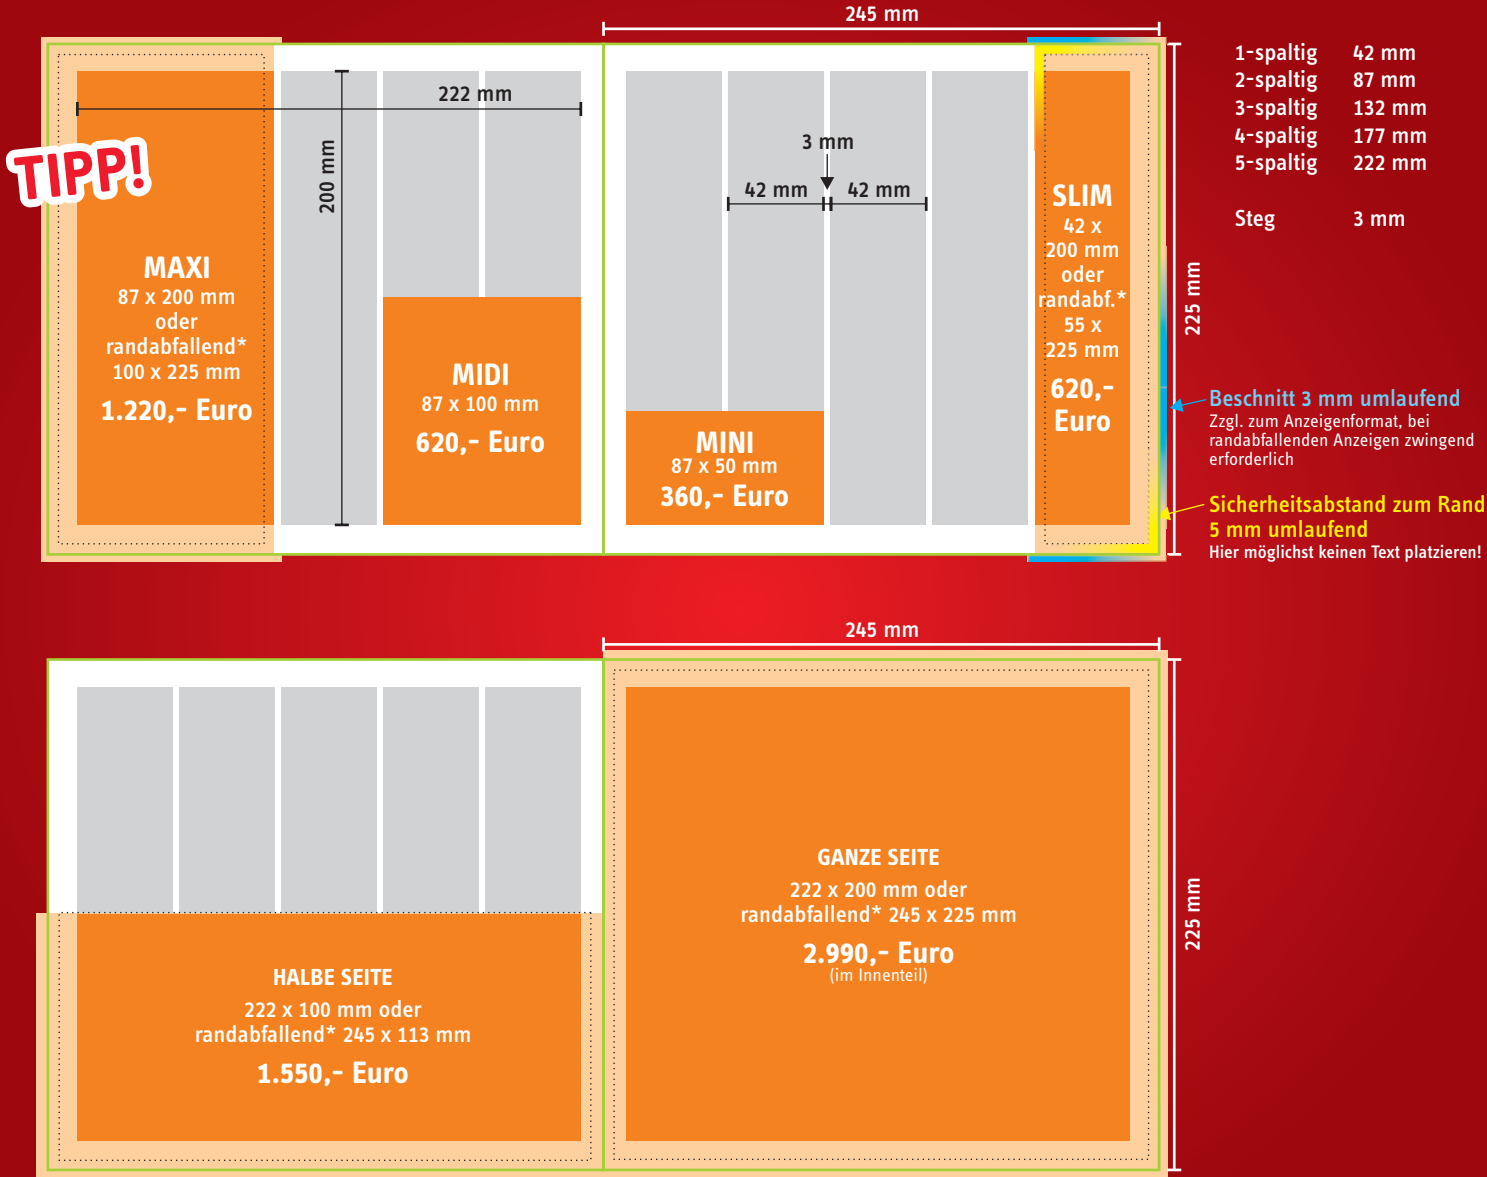 245 mm
1-spaltig 42 mm
2-spaltig 87 mm
3-spaltig 132 mm
4-spaltig 177 mm
5-spaltig 222 mm
Steg 3 mm
222 mm
200 mm
TIPP!
MAXI
87 x 200 mm
oder
randabfallend*
100 x 225 mm
1.220,- Euro
MIDI
87 x 100 mm
620,- Euro
3 mm
42 mm 42 mm
MINI
87 x 50 mm
360,- Euro
SLIM
42 x
200 mm
oder
randabf.*
55 x
225 mm
620,-
Euro
225 mm
Beschnitt 3 mm umlaufend
Zzgl. zum Anzeigenformat, bei
randabfallenden Anzeigen zwingend
erforderlich
Sicherheitsabstand zum Rand
5 mm umlaufend
Hier möglichst keinen Text platzieren!
245 mm
HALBE SEITE
222 x 100 mm oder
randabfallend* 245 x 113 mm
1.550,- Euro
GANZE SEITE
222 x 200 mm oder
randabfallend* 245 x 225 mm
2.990,- Euro
(im Innenteil)
225 mm